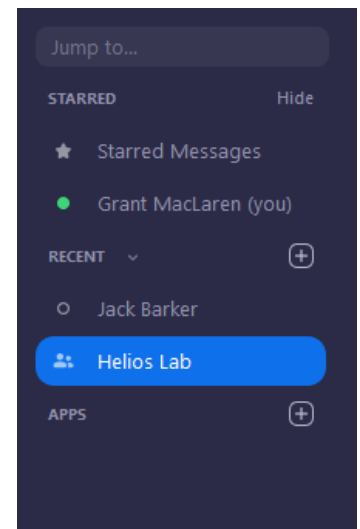 Jump to...
STARRED Hide
Starred Messages
Grant MacLaren (you)
RECENT
Jack Barker
Helios Lab
APPS